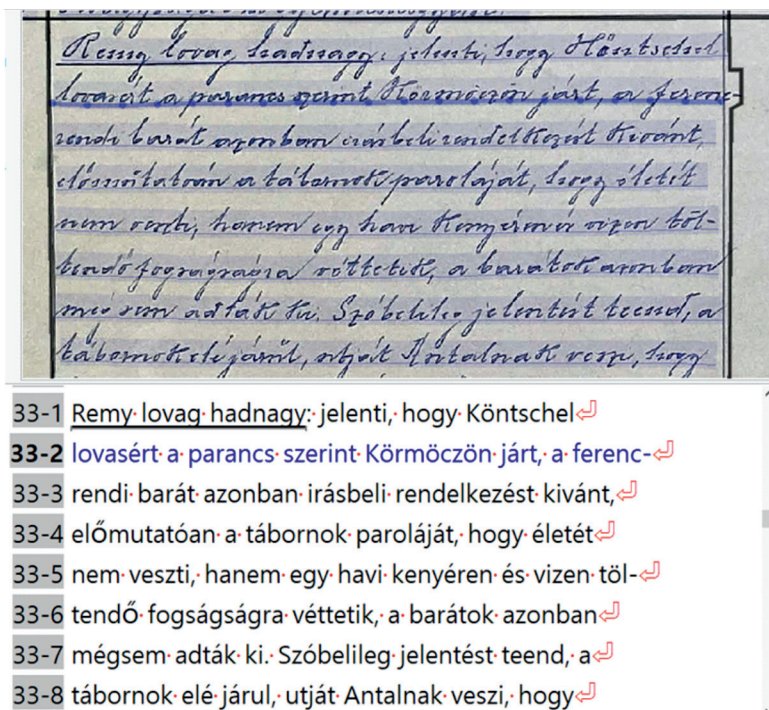 Remy lovag hadnagy: jelenti, hogy
lovasért a parancs szerint Körmöczön járt, a ferenc-
rendi barát azonban irásbeli rendelkezést kivánt,
a tábornok paroláját, hogy életét
nem veszti, hanem egy havi kenyéren és vizen töl-
tendő fogságságra véttetik, a barátok azonban
mégsem adták ki. Szóbelileg jelentést teend, a
tábornok elé járul, utját Antalnak veszi, hogy
33-1 Remy lovag hadnagy: jelenti, hogy Köntschel
33-2 lovasért a parancs szerint Körmöczön járt, a ferenc-
33-3 rendi barát azonban irásbeli rendelkezést kivánt,
33-4 előmutatóan a tábornok paroláját, hogy életét
33-5 nem veszti, hanem egy havi kenyéren és vizen töl-
33-6 tendő fogságságra véttetik, a barátok azonban
33-7 mégsem adták ki. Szóbelileg jelentést teend, a
33-8 tábornok elé járul, utját Antalnak veszi, hogy